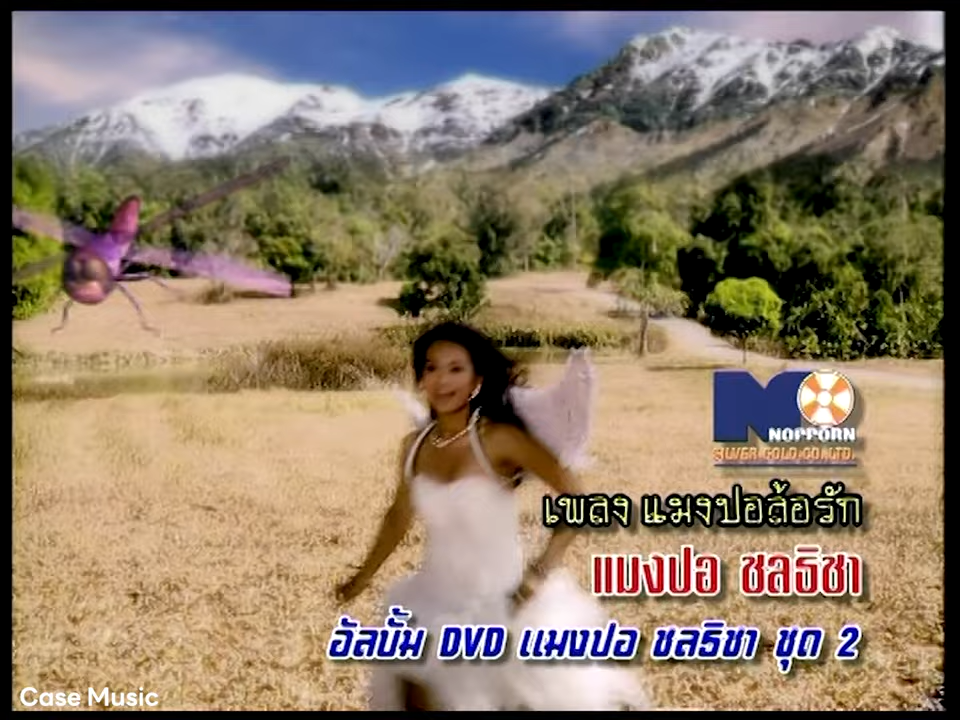 NOPPORN
SILVER GOLD CO., LTD.
เพลง แมงปอล้อรัก
แมงปอ ชลธิชา
อัลบั้ม DVD แมงปอ ชลธิชา ชุด 2
Case Music